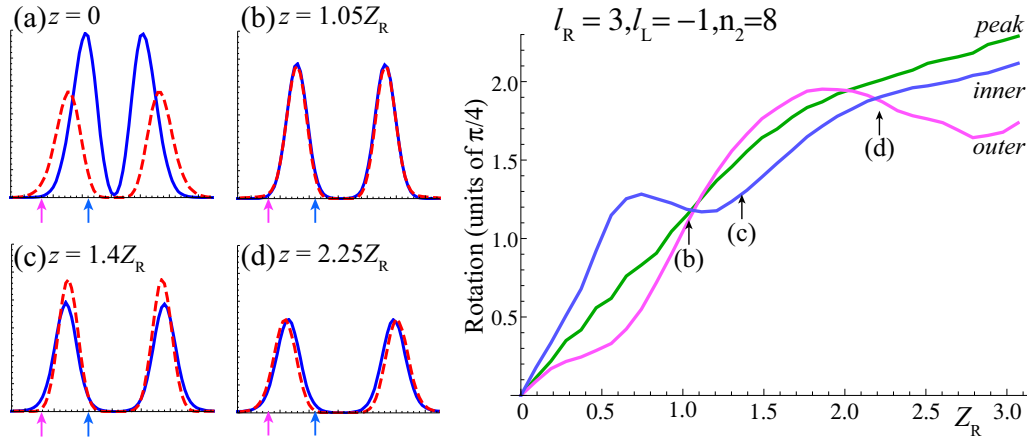 (a) z = 0
(b) z = 1.05Z_R
(c) z = 1.4Z_R
(d) z = 2.25Z_R
l_R = 3, l_L = −1, n_2 = 8
peak
inner
outer
Rotation (units of π/4)
2.0
1.5
1.0
0.5
(b)
(c)
(d)
0.0
0.5
1.0
1.5
2.0
2.5
3.0
Z_R